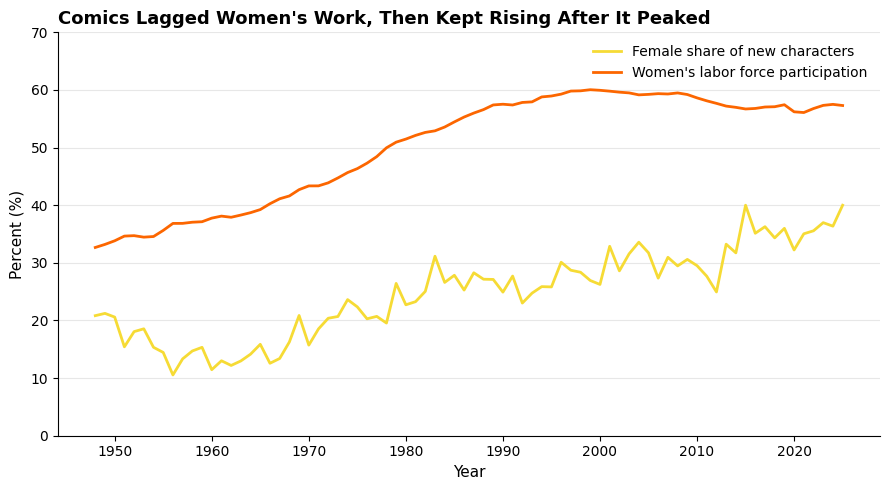 Comics Lagged Women's Work, Then Kept Rising After It Peaked
Female share of new characters
Women's labor force participation
Percent (%)
70
60
50
40
30
20
10
0
1950 1960 1970 1980 1990 2000 2010 2020
Year